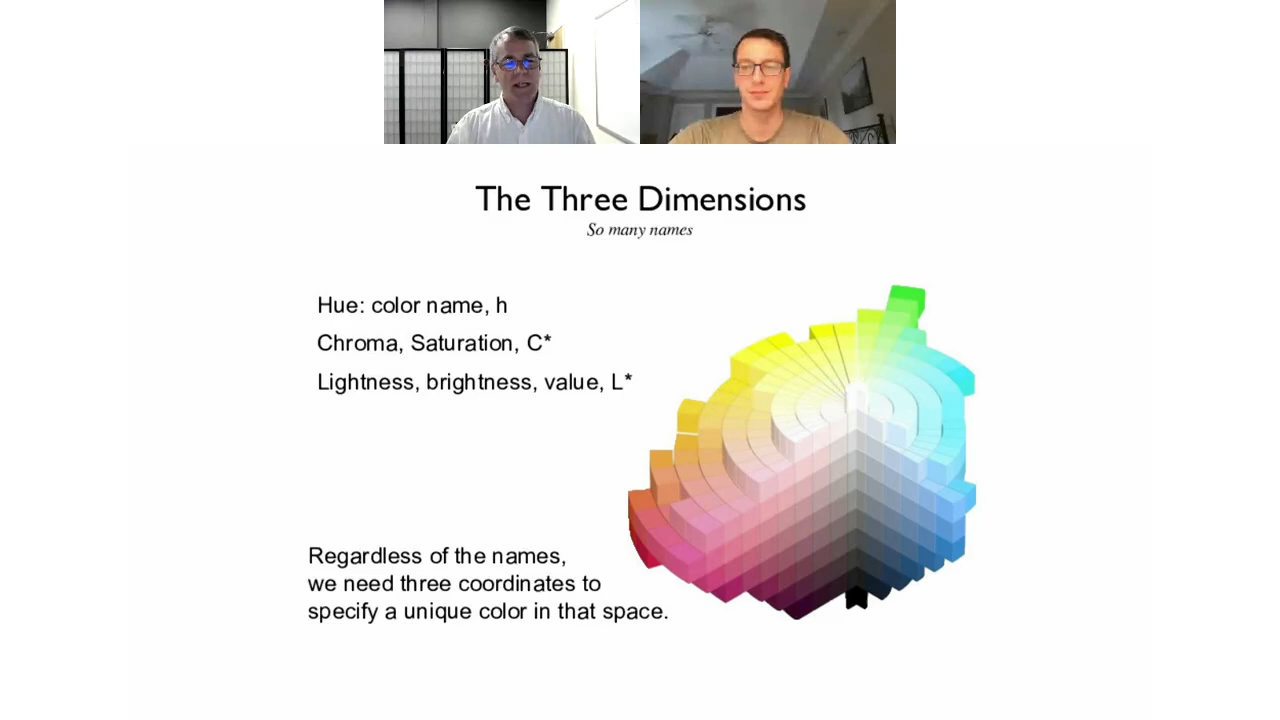 The Three Dimensions
So many names
Hue: color name, h
Chroma, Saturation, C*
Lightness, brightness, value, L*
Regardless of the names,
we need three coordinates to
specify a unique color in that space.